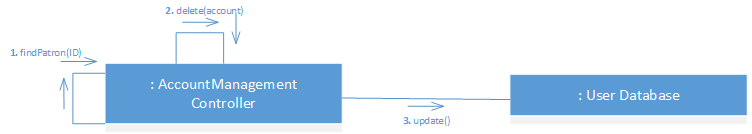 2. delete(account)
1. findPatron(ID)
: AccountManagement
Controller
: User Database
3. update()